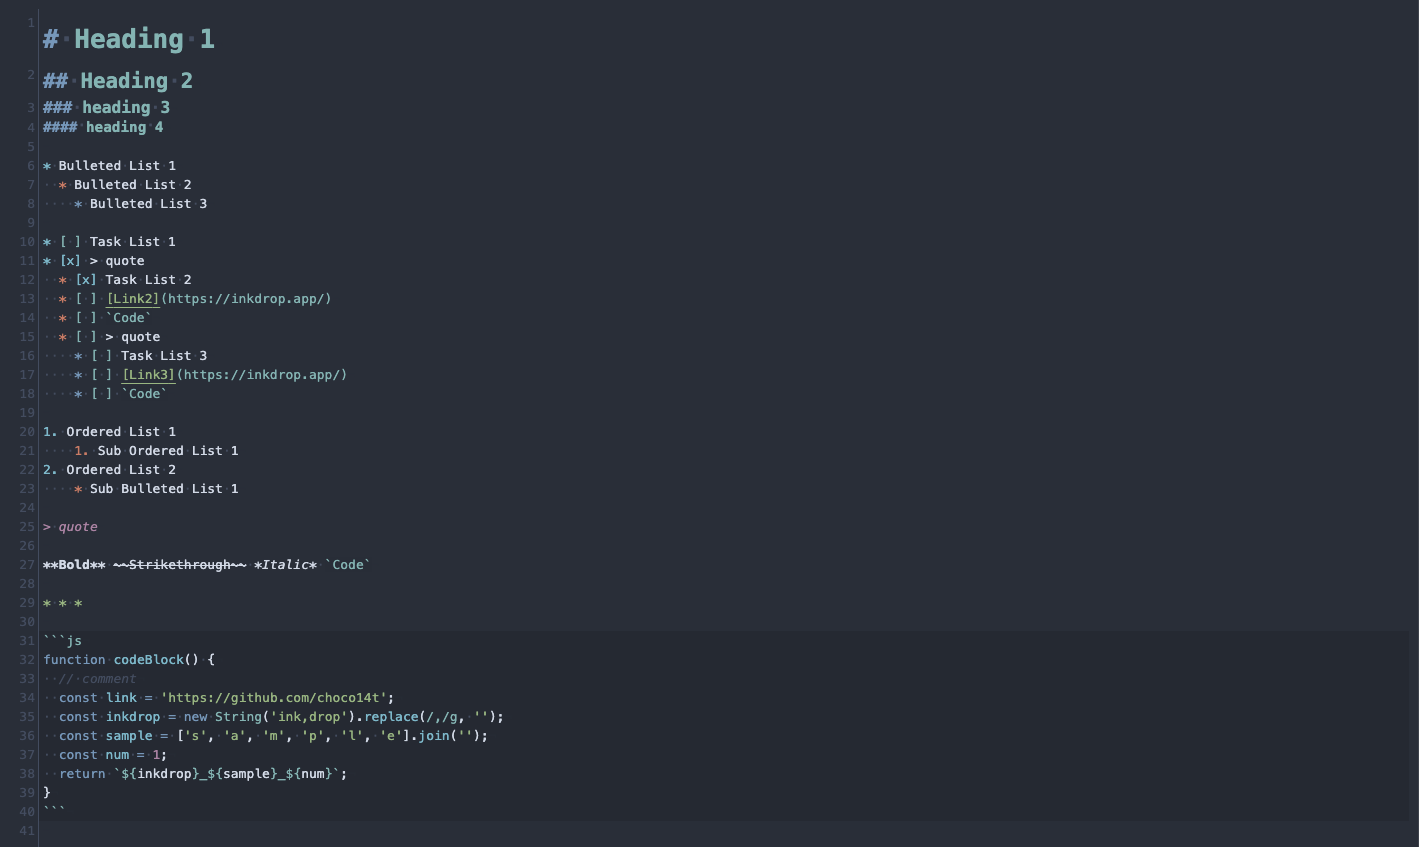 1 # Heading 1
2 ## Heading 2
3 ### heading 3
4 #### heading 4
5
6 * Bulleted List 1
7   * Bulleted List 2
8     * Bulleted List 3
9
10 * [ ] Task List 1
11 * [x] > quote
12   * [x] Task List 2
13   * [ ] [Link2](https://inkdrop.app/)
14   * [ ] `Code`
15   * [ ] > quote
16     * [ ] Task List 3
17     * [ ] [Link3](https://inkdrop.app/)
18     * [ ] `Code`
19
20 1. Ordered List 1
21     1. Sub Ordered List 1
22 2. Ordered List 2
23     * Sub Bulleted List 1
24
25 > quote
26
27 **Bold** ~~Strikethrough~~ *Italic* `Code`
28
29 * * *
30
31 ```js
32 function codeBlock() {
33   // comment
34   const link = 'https://github.com/choco14t';
35   const inkdrop = new String('ink,drop').replace(/,/g, '');
36   const sample = ['s', 'a', 'm', 'p', 'l', 'e'].join('');
37   const num = 1;
38   return `${inkdrop}_${sample}_${num}`;
39 }
40 ```
41